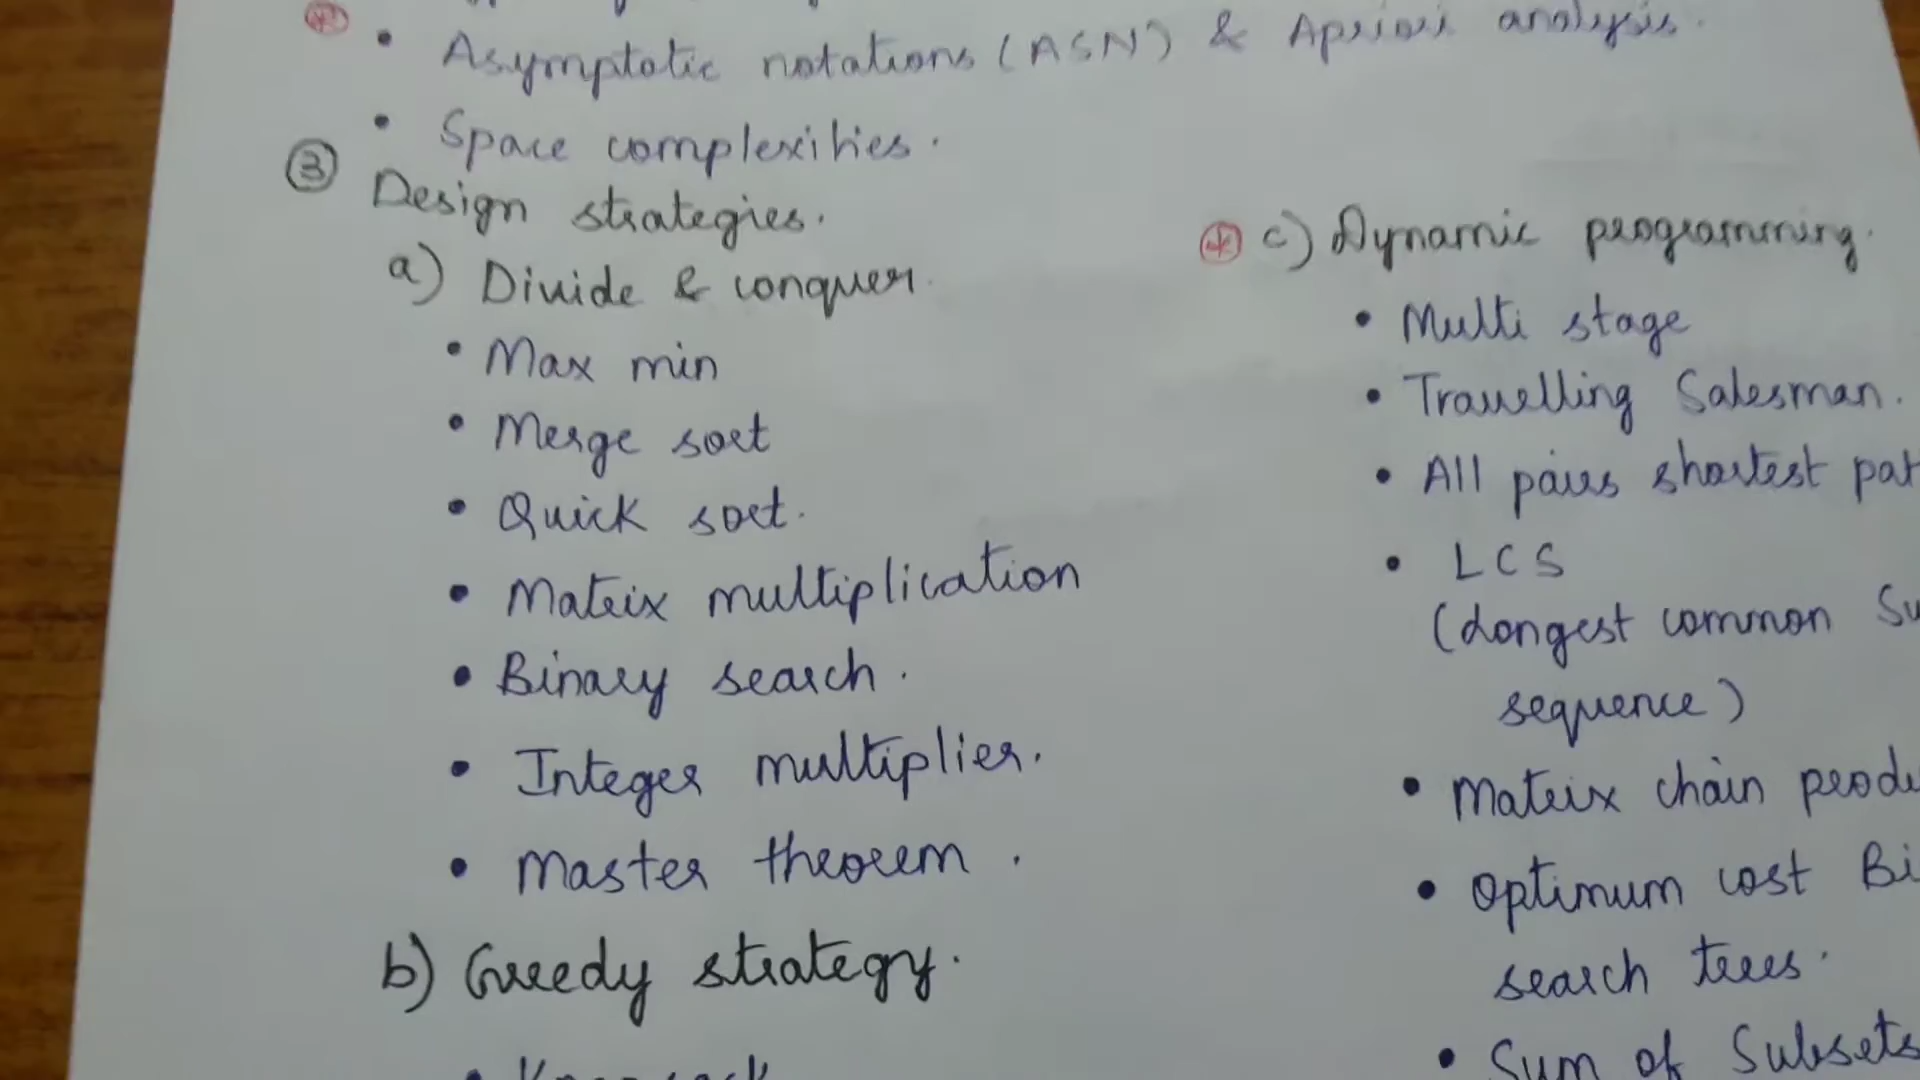 • Asymptotic notations (ASN) & Apriori analysis.
• Space complexities.
③ Design strategies.
a) Divide & conquer.
• Max min
• Merge sort
• Quick sort.
• Matrix multiplication
• Binary search.
• Integer multiplier.
• Master theorem.
b) Greedy strategy.
c) Dynamic programming.
• Multi stage
• Travelling Salesman.
• All pairs shortest pat
• LCS
(Longest common Su
sequence)
• Matrix chain produ
• Optimum cost Bi
search trees.
• Sum of Subsets